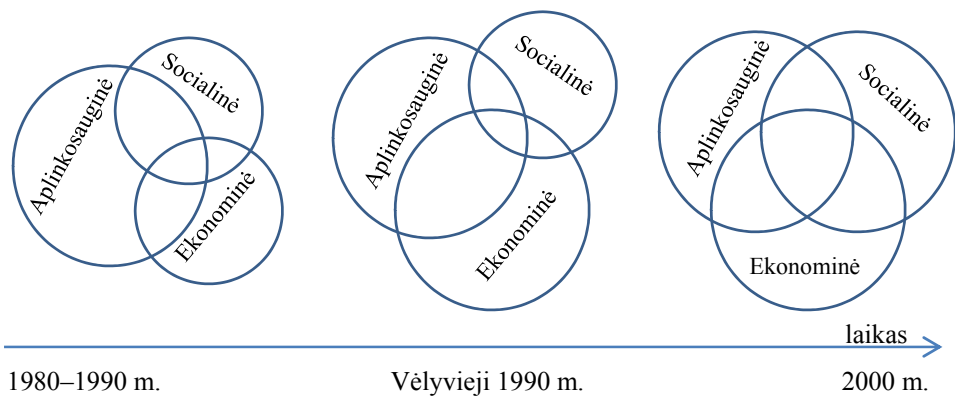 Aplinkosauginė
Socialinė
Ekonominė
Aplinkosauginė
Socialinė
Ekonominė
Aplinkosauginė
Socialinė
Ekonominė
laikas
1980–1990 m.
Vėlyvieji 1990 m.
2000 m.